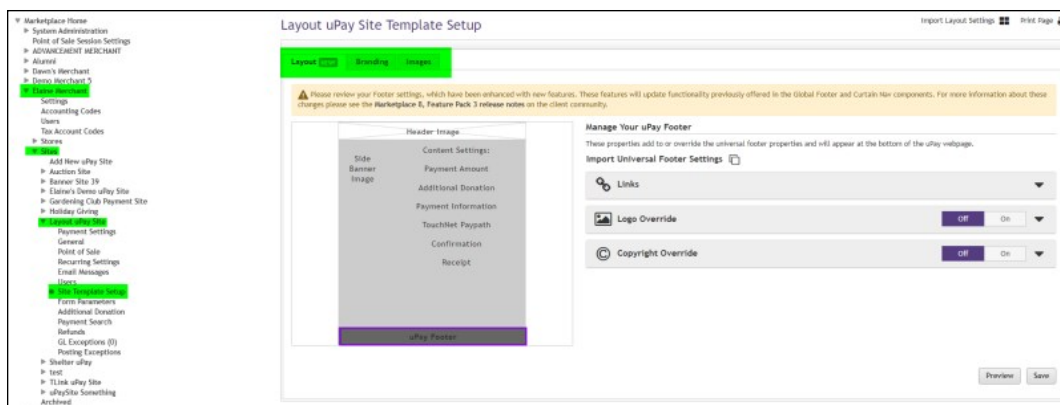 Marketplace Home
System Administration
Point of Sale Session Settings
ADVANCEMENT MERCHANT
Alumni
Dawn's Merchant
Demo Merchant 5
Elaine Merchant
Settings
Accounting Codes
Users
Tax Account Codes
Stores
Sites
Add New uPay Site
Auction Site
Banner Site 39
Elaine's Demo uPay Site
Gardening Club Payment Site
Holiday Giving
Layout uPay Site
Payment Settings
General
Point of Sale
Recurring Settings
Email Messages
Users
Site Template Setup
Form Parameters
Additional Donation
Payment Search
Refunds
GL Exceptions (0)
Posting Exceptions
Shelter uPay
test
TLink uPay Site
uPaySite Something
Archived
Layout uPay Site Template Setup
Import Layout Settings Print Page
Layout Branding Images
Please review your Footer settings, which have been enhanced with new features. These features will update functionality previously offered in the Global Footer and Curtain Nav components. For more information about these
changes please see the Marketplace 8, Feature Pack 3 release notes on the client community.
Header Image
Side
Banner
Image
Content Settings:
Payment Amount
Additional Donation
Payment Information
TouchNet Paypath
Confirmation
Receipt
uPay Footer
Manage Your uPay Footer
These properties add to or override the universal footer properties and will appear at the bottom of the uPay webpage.
Import Universal Footer Settings
Links
Logo Override Off On
Copyright Override Off On
Preview Save